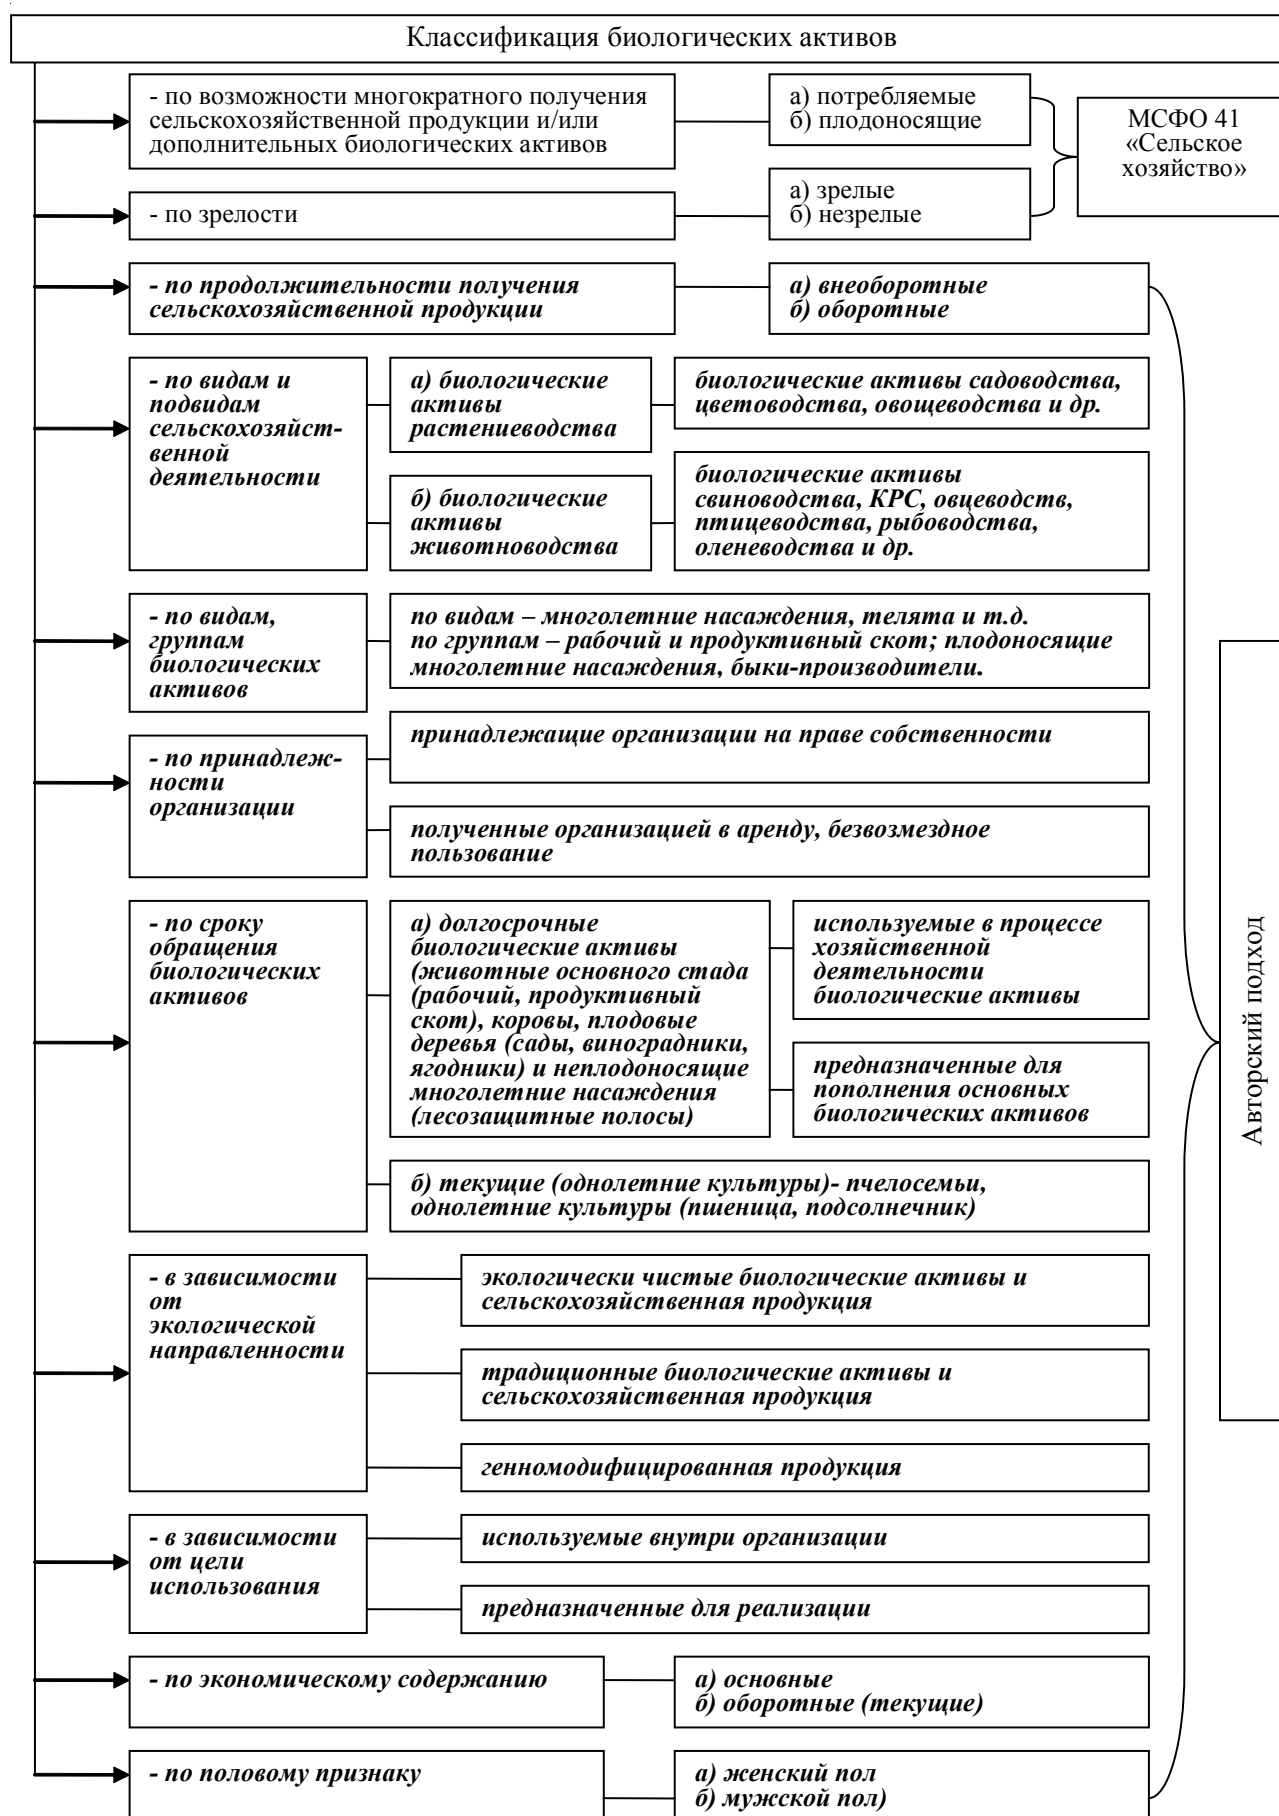 Классификация биологических активов
- по возможности многократного получения
сельскохозяйственной продукции и/или
дополнительных биологических активов
а) потребляемые
б) плодоносящие
МСФО 41
«Сельское
хозяйство»
- по зрелости
а) зрелые
б) незрелые
- по продолжительности получения
сельскохозяйственной продукции
а) внеоборотные
б) оборотные
- по видам и
подвидам
сельскохозяйст-
венной
деятельности
а) биологические
активы
растениеводства
биологические активы садоводства,
цветоводства, овощеводства и др.
б) биологические
активы
животноводства
биологические активы
свиноводства, КРС, овцеводств,
птицеводства, рыбоводства,
оленеводства и др.
- по видам,
группам
биологических
активов
по видам – многолетние насаждения, телята и т.д.
по группам – рабочий и продуктивный скот; плодоносящие
многолетние насаждения, быки-производители.
- по принадлеж-
ности
организации
принадлежащие организации на праве собственности
полученные организацией в аренду, безвозмездное
пользование
- по сроку
обращения
биологических
активов
а) долгосрочные
биологические активы
(животные основного стада
(рабочий, продуктивный
скот), коровы, плодовые
деревья (сады, виноградники,
ягодники) и неплодоносящие
многолетние насаждения
(лесозащитные полосы)
используемые в процессе
хозяйственной
деятельности
биологические активы
предназначенные для
пополнения основных
биологических активов
б) текущие (однолетние культуры)- пчелосемьи,
однолетние культуры (пшеница, подсолнечник)
- в зависимости
от
экологической
направленности
экологически чистые биологические активы и
сельскохозяйственная продукция
традиционные биологические активы и
сельскохозяйственная продукция
генномодифицированная продукция
- в зависимости
от цели
использования
используемые внутри организации
предназначенные для реализации
- по экономическому содержанию
а) основные
б) оборотные (текущие)
- по половому признаку
а) женский пол
б) мужской пол)
Авторский подход